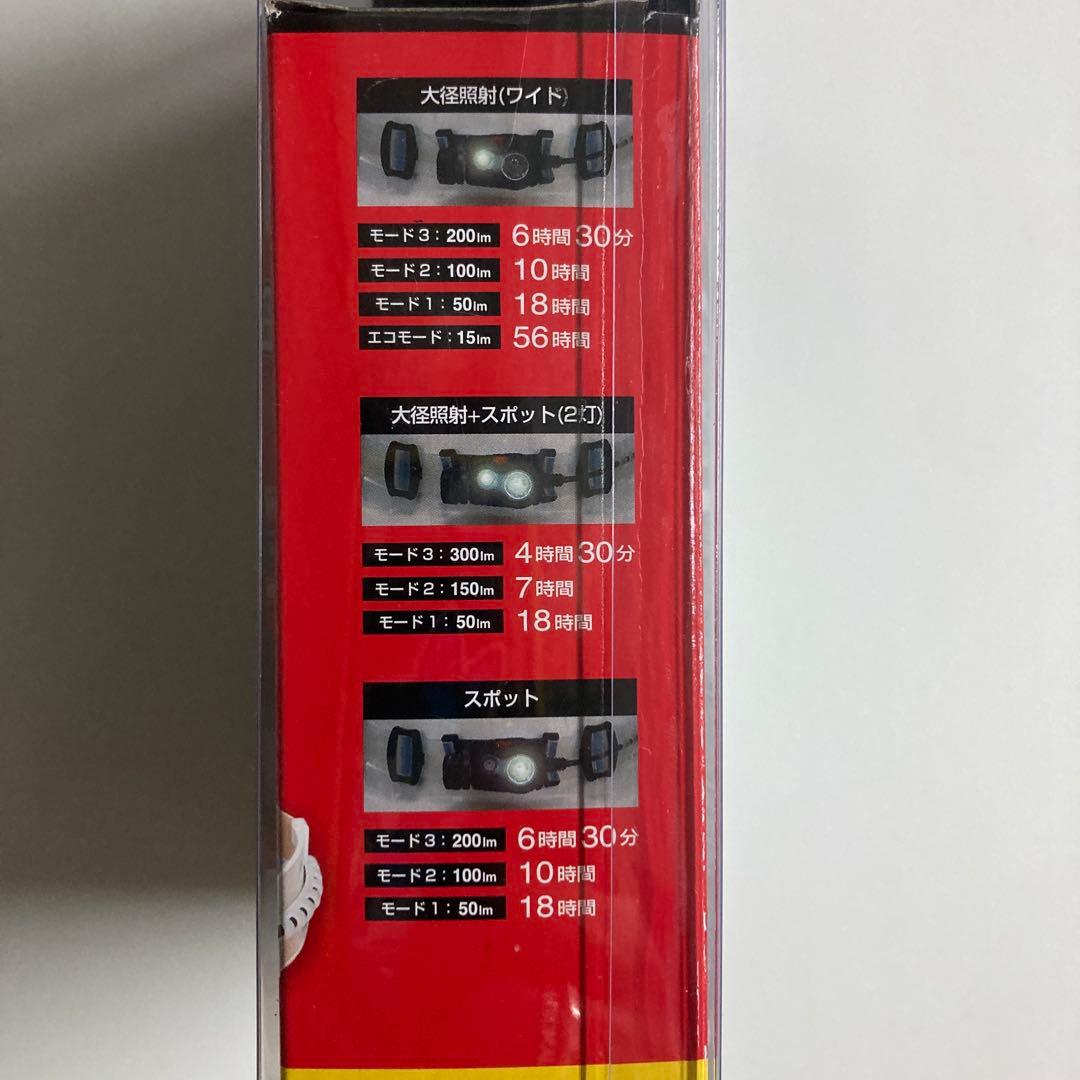 大径照射(ワイド)
モード3：200lm 6時間30分
モード2：100lm 10時間
モード1：50lm 18時間
エコモード：15lm 56時間
大径照射+スポット(2灯)
モード3：300lm 4時間30分
モード2：150lm 7時間
モード1：50lm 18時間
スポット
モード3：200lm 6時間30分
モード2：100lm 10時間
モード1：50lm 18時間